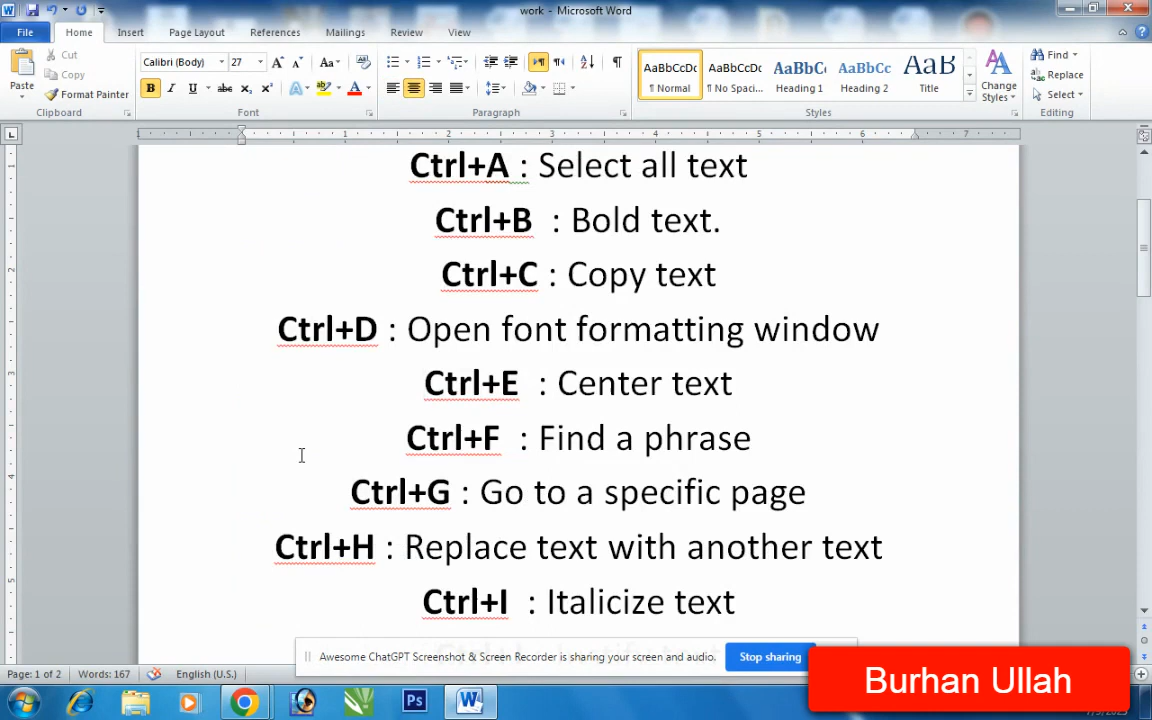 work - Microsoft Word
File Home Insert Page Layout References Mailings Review View
Paste
Cut
Copy
Format Painter
Clipboard
Calibri (Body) 27
Font
Paragraph
AaBbCcDc AaBbCcDc AaBbC AaBbCc AaB
¶ Normal ¶ No Spaci... Heading 1 Heading 2 Title
Change Styles
Styles
Find
Replace
Select
Editing
Ctrl+A : Select all text
Ctrl+B : Bold text.
Ctrl+C : Copy text
Ctrl+D : Open font formatting window
Ctrl+E : Center text
Ctrl+F : Find a phrase
Ctrl+G : Go to a specific page
Ctrl+H : Replace text with another text
Ctrl+I : Italicize text
Awesome ChatGPT Screenshot & Screen Recorder is sharing your screen and audio. Stop sharing
Page: 1 of 2 Words: 167 English (U.S.)
Burhan Ullah